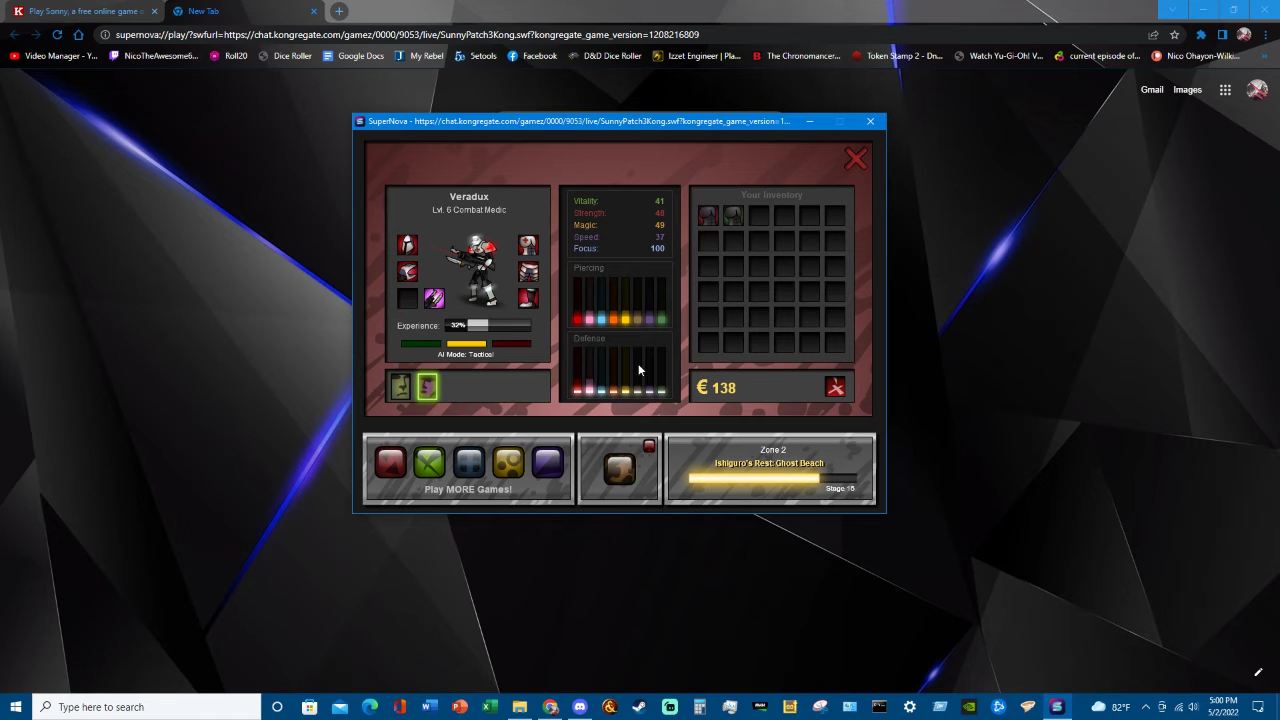 Play Sonny, a free online game o
New Tab
supernova://play/?swfurl=https://chat.kongregate.com/gamez/0000/9053/live/SunnyPatch3Kong.swf?kongregate_game_version=1208216809
Video Manager - Y...
NicoTheAwesome6...
Roll20
Dice Roller
Google Docs
My Rebel
5etools
Facebook
D&D Dice Roller
Izzet Engineer | Pla...
The Chronomancer...
Token Stamp 2 - Dn...
Watch Yu-Gi-Oh! V...
current episode of...
Nico Ohayon-Wilki...
Gmail
Images
SuperNova - https://chat.kongregate.com/gamez/0000/9053/live/SunnyPatch3Kong.swf?kongregate_game_version=1...
Veradux
Lvl. 6 Combat Medic
Experience:
32%
AI Mode: Tactical
Vitality: 41
Strength: 48
Magic: 49
Speed: 37
Focus: 100
Piercing
Defense
Your Inventory
€ 138
Play MORE Games!
Zone 2
Ishiguro's Rest: Ghost Beach
Stage 16
Type here to search
82°F
5:00 PM
5/2/2022